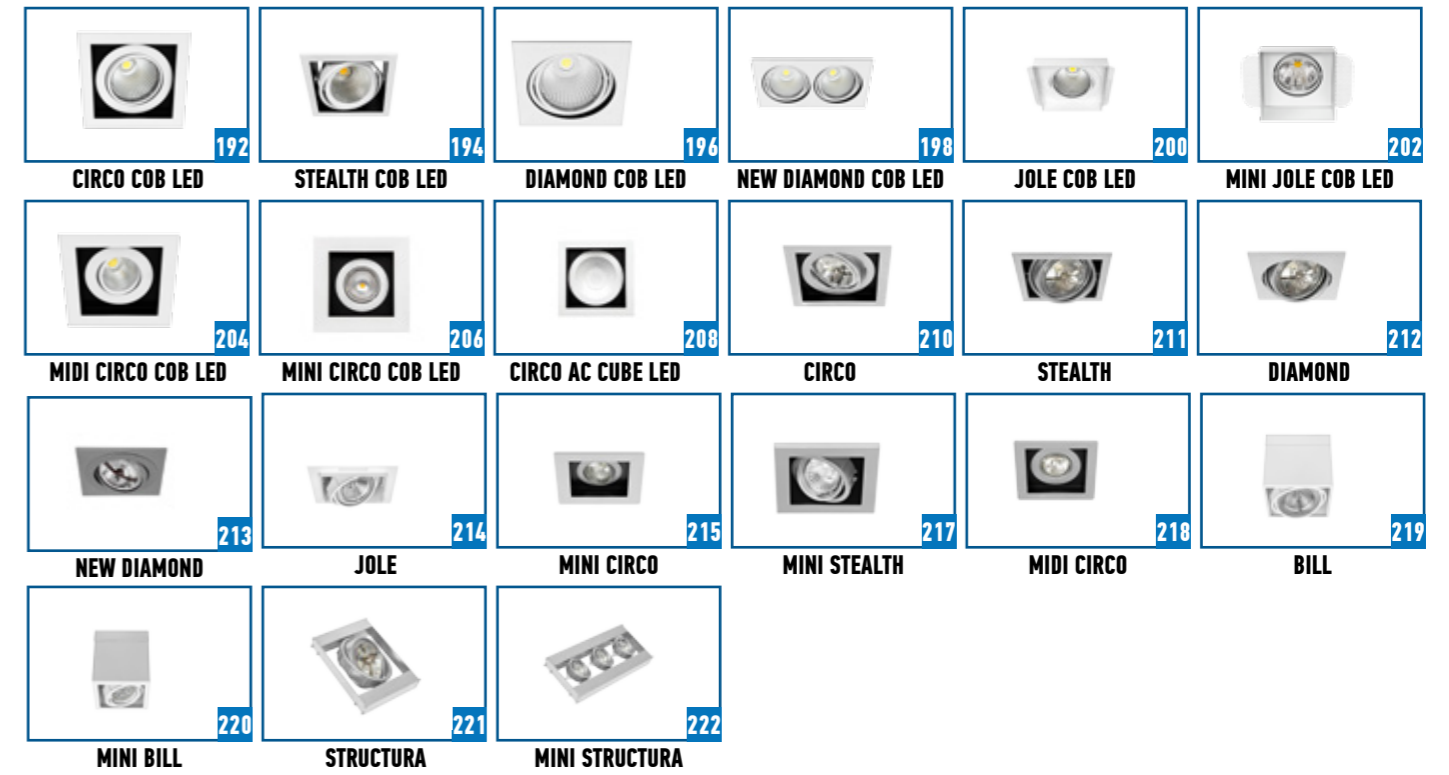 192 194 196 198 200 202
CIRCO COB LED STEALTH COB LED DIAMOND COB LED NEW DIAMOND COB LED JOLE COB LED MINI JOLE COB LED
204 206 208 210 211 212
MIDI CIRCO COB LED MINI CIRCO COB LED CIRCO AC CUBE LED CIRCO STEALTH DIAMOND
213 214 215 217 218 219
NEW DIAMOND JOLE MINI CIRCO MINI STEALTH MIDI CIRCO BILL
220 221 222
MINI BILL STRUCTURA MINI STRUCTURA